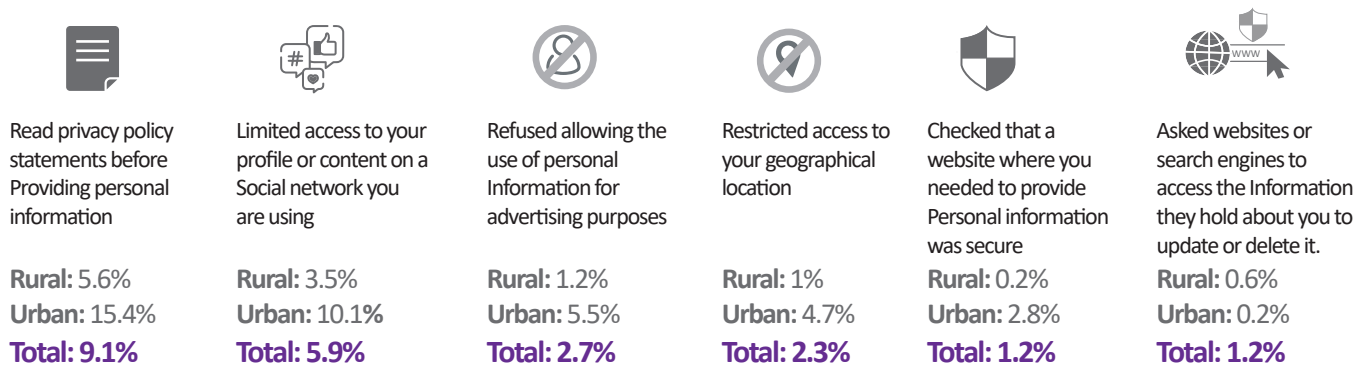 #
www
Read privacy policy
statements before
Providing personal
information
Rural: 5.6%
Urban: 15.4%
Total: 9.1%
Limited access to your
profile or content on a
Social network you
are using
Rural: 3.5%
Urban: 10.1%
Total: 5.9%
Refused allowing the
use of personal
Information for
advertising purposes
Rural: 1.2%
Urban: 5.5%
Total: 2.7%
Restricted access to
your geographical
location
Rural: 1%
Urban: 4.7%
Total: 2.3%
Checked that a
website where you
needed to provide
Personal information
was secure
Rural: 0.2%
Urban: 2.8%
Total: 1.2%
Asked websites or
search engines to
access the Information
they hold about you to
update or delete it.
Rural: 0.6%
Urban: 0.2%
Total: 1.2%